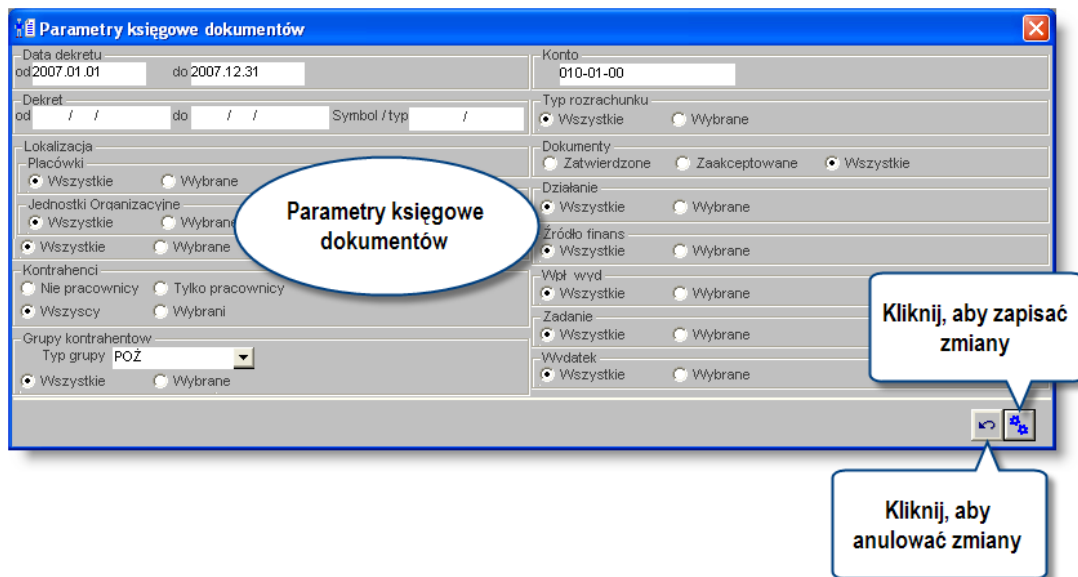 Parametry księgowe dokumentów
Data dekretu
od 2007.01.01 do 2007.12.31
Dekret
od / / do / / Symbol / typ /
Lokalizacja
Placówki
Wszystkie Wybrane
Jednostki Organizacyjne
Wszystkie Wybrane
Wszystkie Wybrane
Kontrahenci
Nie pracownicy Tylko pracownicy
Wszyscy Wybrani
Grupy kontrahentow
Typ grupy POŻ
Wszystkie Wybrane
Konto
010-01-00
Typ rozrachunku
Wszystkie Wybrane
Dokumenty
Zatwierdzone Zaakceptowane Wszystkie
Działanie
Wszystkie Wybrane
Źródło finans
Wszystkie Wybrane
Wpł wyd
Wszystkie Wybrane
Zadanie
Wszystkie Wybrane
Wydatek
Wszystkie Wybrane
Parametry księgowe
dokumentów
Kliknij, aby zapisać
zmiany
Kliknij, aby
anulować zmiany